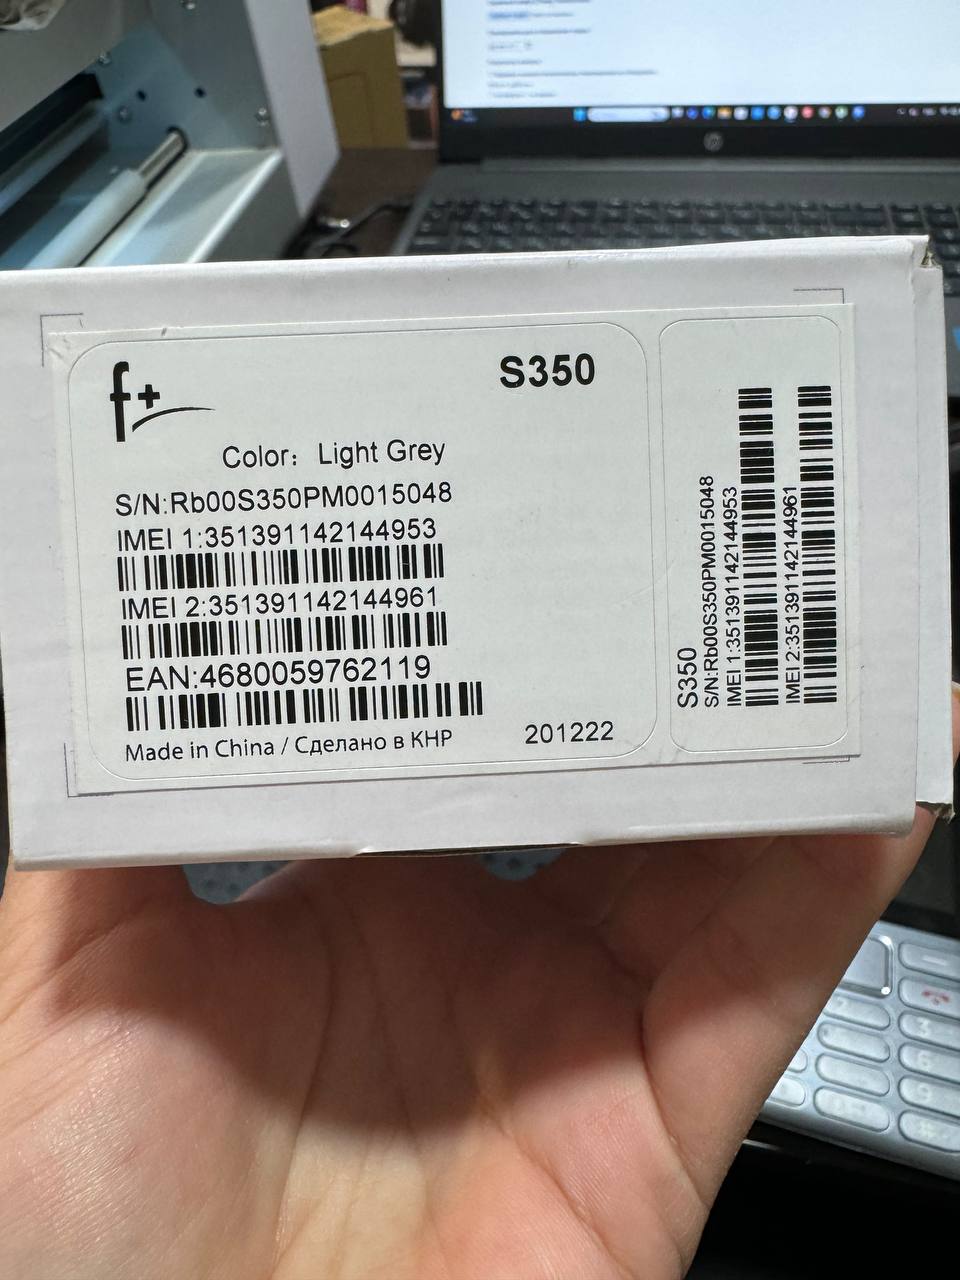 f+
S350
Color: Light Grey
S/N:Rb00S350PM0015048
IMEI 1:351391142144953
IMEI 2:351391142144961
EAN:4680059762119
Made in China / Сделано в КНР
201222
S350
S/N:Rb00S350PM0015048
IMEI 1:351391142144953
IMEI 2:351391142144961
hp